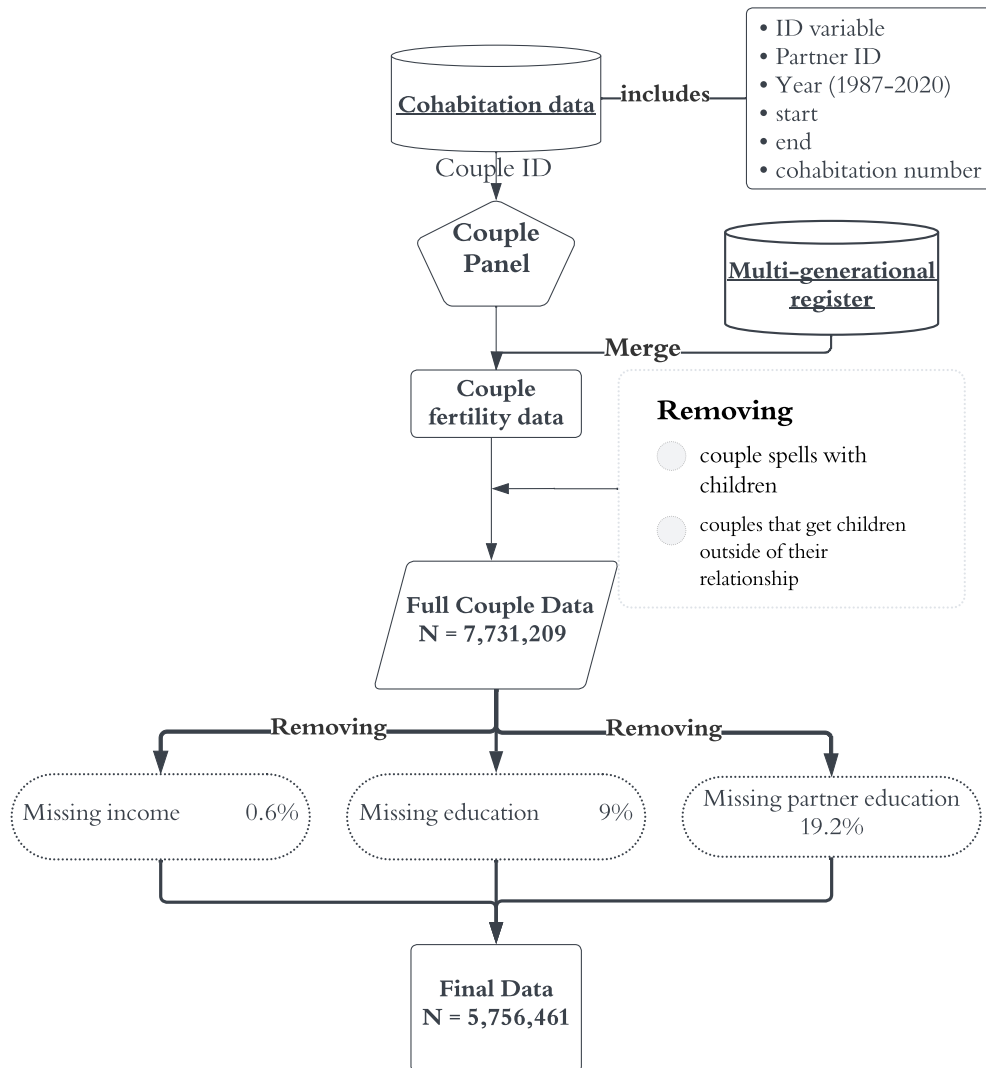 • ID variable
• Partner ID
• Year (1987-2020)
• start
• end
• cohabitation number
Cohabitation data
includes
Couple ID
Couple
Panel
Multi-generational
register
Merge
Couple
fertility data
Removing
couple spells with
children
couples that get children
outside of their
relationship
Full Couple Data
N = 7,731,209
Removing
Removing
Missing income 0.6%
Missing education 9%
Missing partner education
19.2%
Final Data
N = 5,756,461